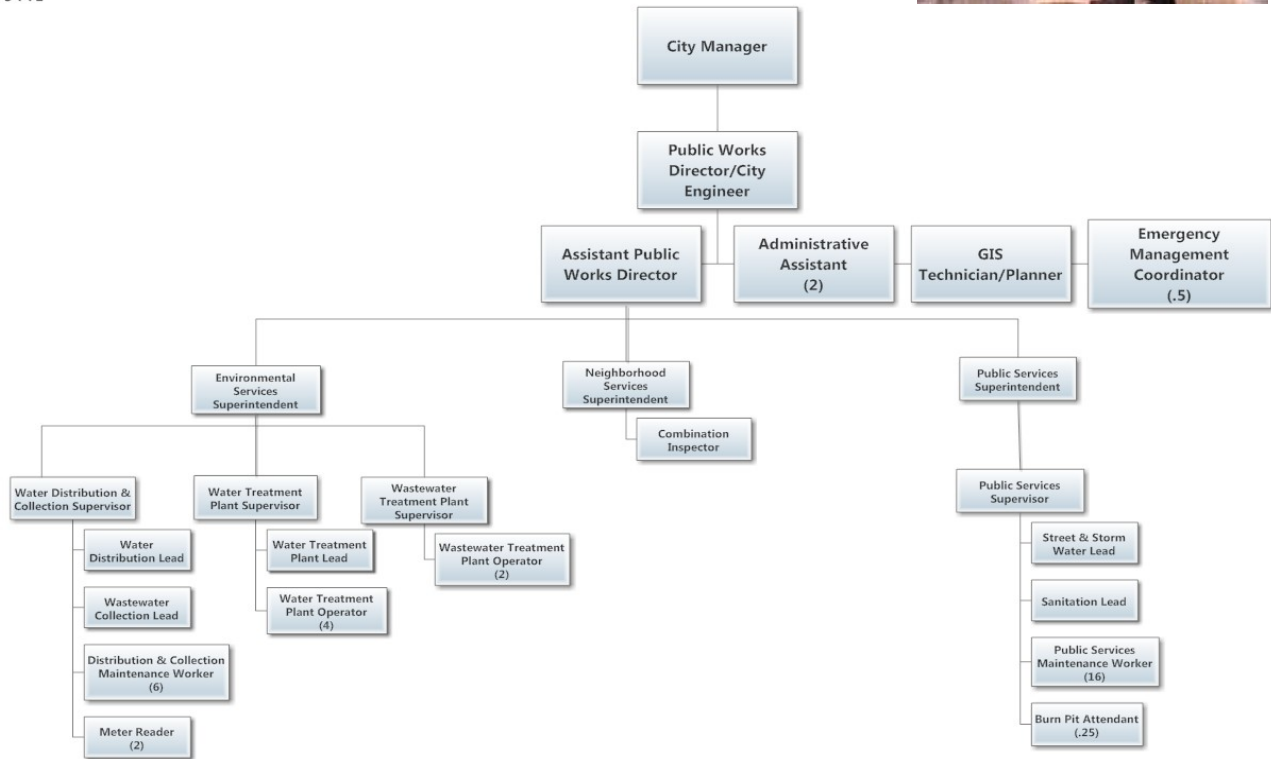 City Manager
Public Works
Director/City
Engineer
Assistant Public
Works Director
Administrative
Assistant
(2)
GIS
Technician/Planner
Emergency
Management
Coordinator
(.5)
Environmental
Services
Superintendent
Neighborhood
Services
Superintendent
Public Services
Superintendent
Combination
Inspector
Water Distribution &
Collection Supervisor
Water Treatment
Plant Supervisor
Wastewater
Treatment Plant
Supervisor
Public Services
Supervisor
Water
Distribution Lead
Wastewater
Collection Lead
Distribution & Collection
Maintenance Worker
(6)
Meter Reader
(2)
Water Treatment
Plant Lead
Water Treatment
Plant Operator
(4)
Wastewater Treatment
Plant Operator
(2)
Street & Storm
Water Lead
Sanitation Lead
Public Services
Maintenance Worker
(16)
Burn Pit Attendant
(.25)